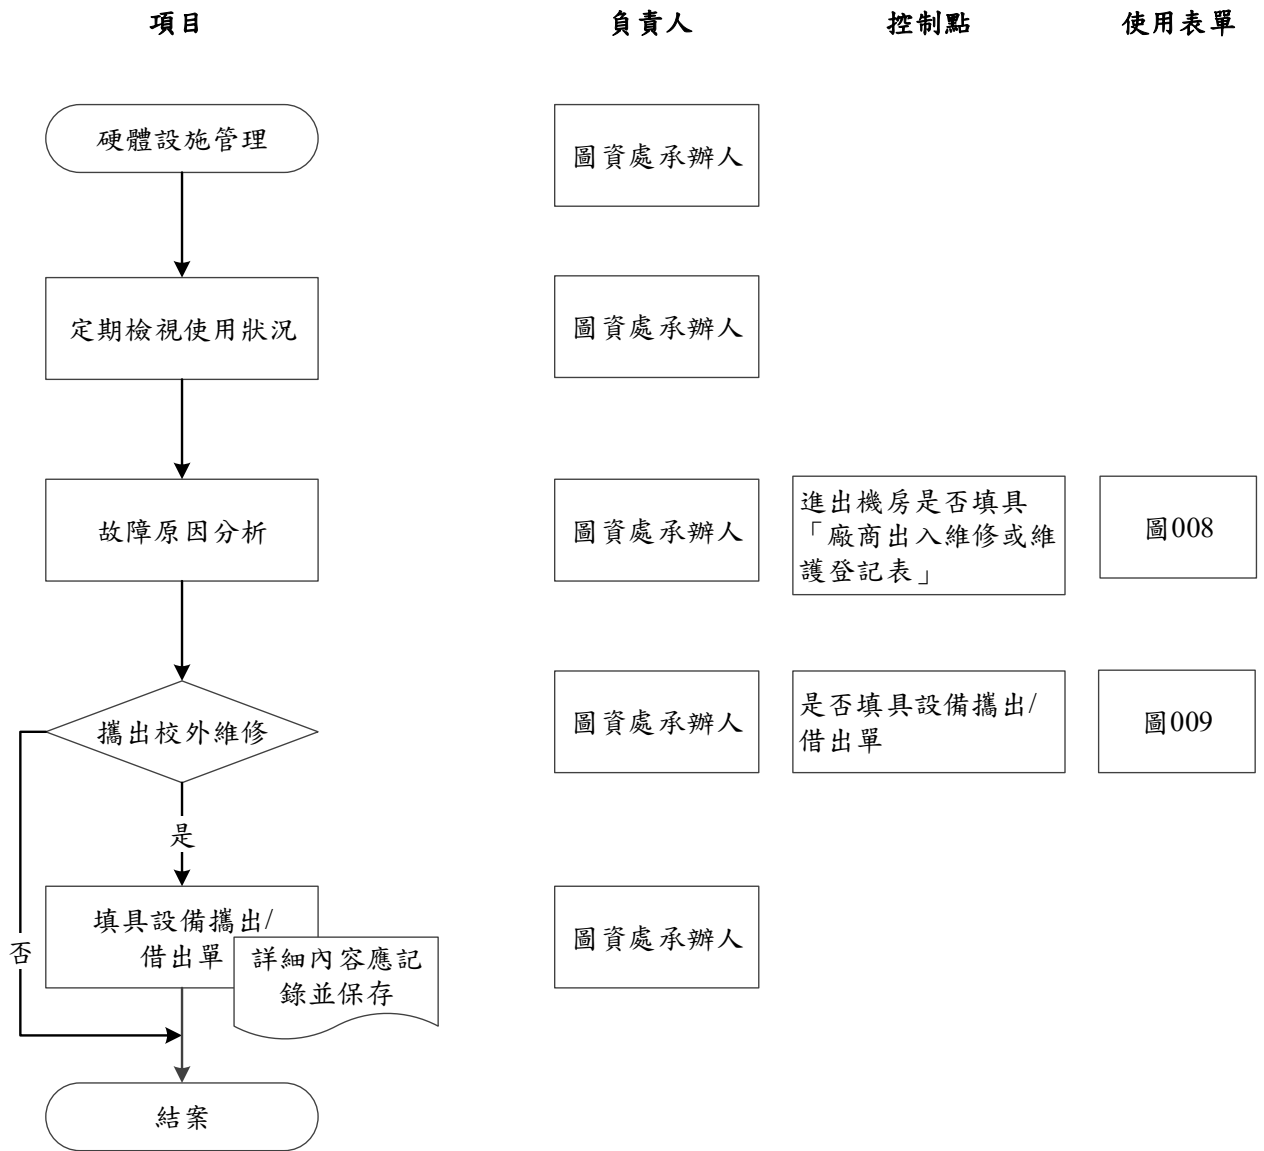 項目
負責人
控制點
使用表單
硬體設施管理
圖資處承辦人
定期檢視使用狀況
圖資處承辦人
故障原因分析
圖資處承辦人
進出機房是否填具
「廠商出入維修或維
護登記表」
圖008
攜出校外維修
圖資處承辦人
是否填具設備攜出/
借出單
圖009
是
否
填具設備攜出/
借出單
詳細內容應記
錄並保存
圖資處承辦人
結案